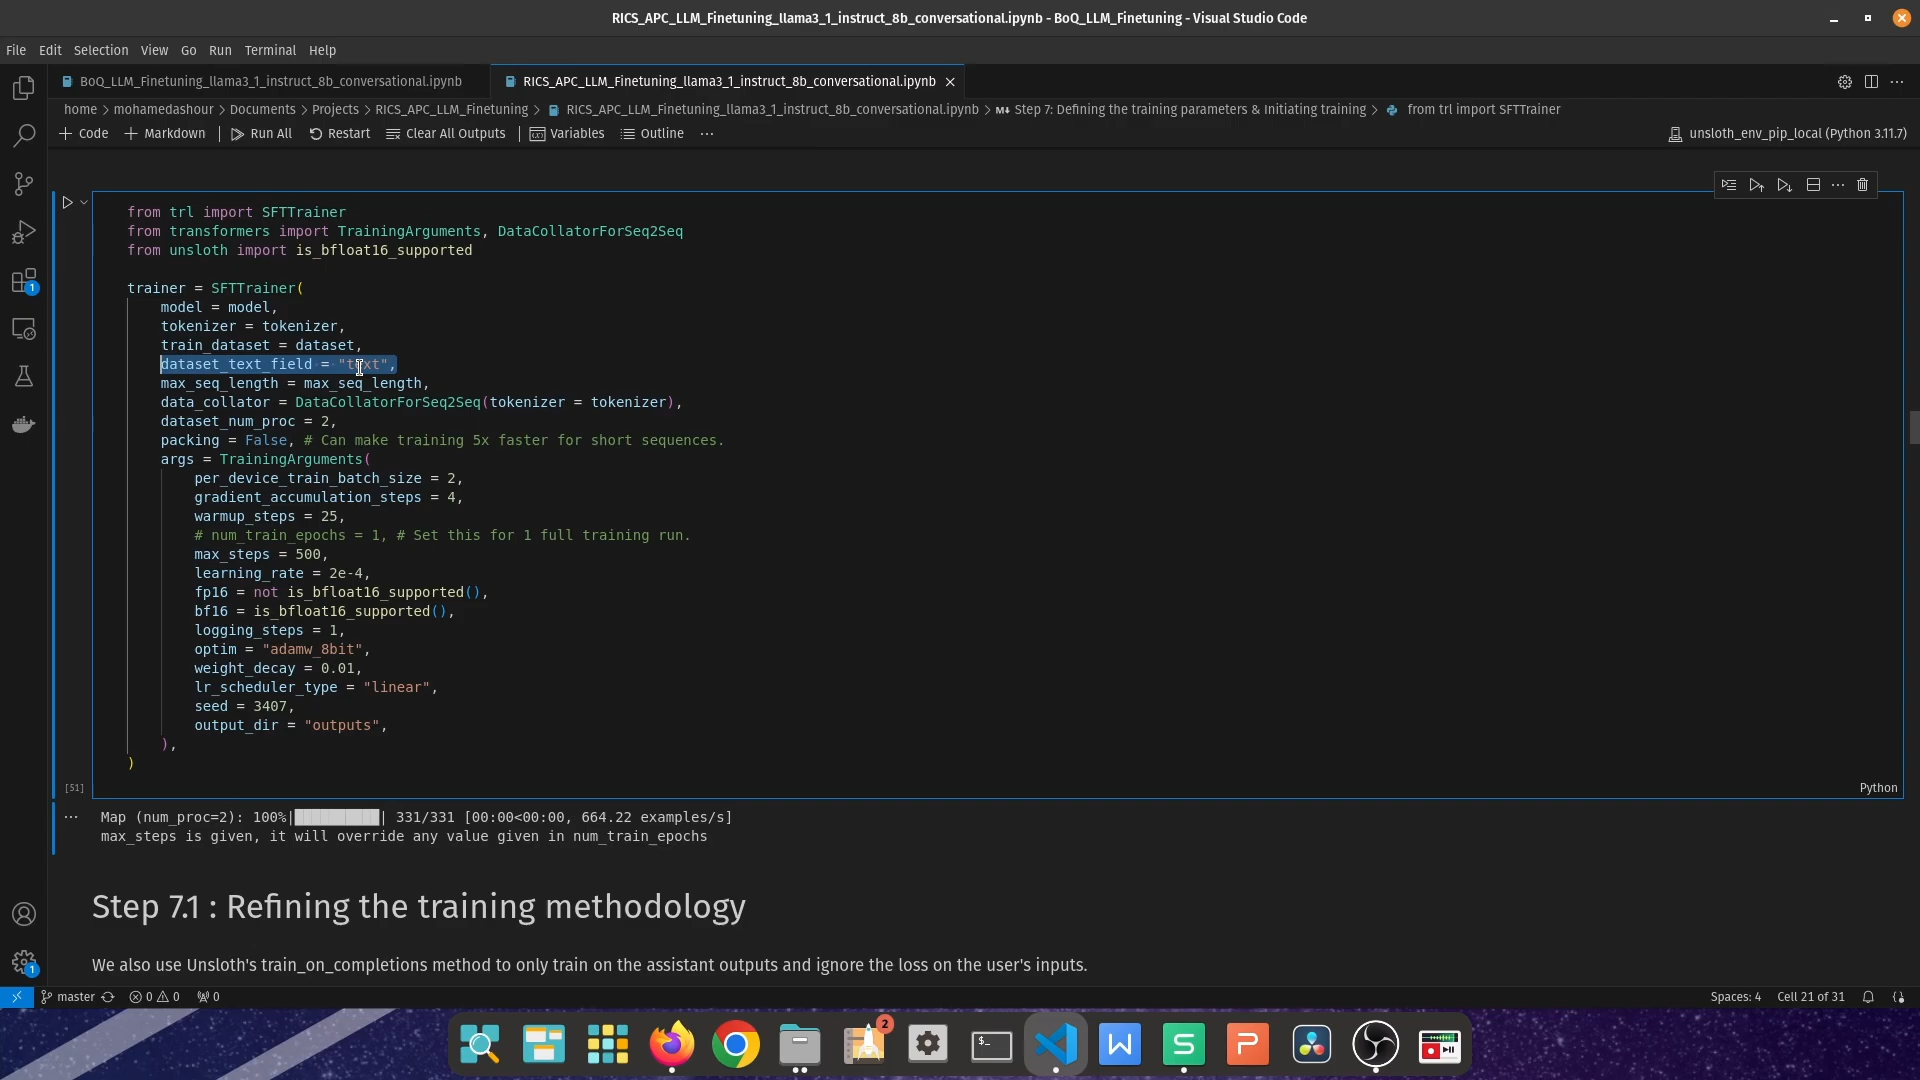 RICS_APC_LLM_Finetuning_llama3_1_instruct_8b_conversational.ipynb - BoQ_LLM_Finetuning - Visual Studio Code
File Edit Selection View Go Run Terminal Help
BoQ_LLM_Finetuning_llama3_1_instruct_8b_conversational.ipynb RICS_APC_LLM_Finetuning_llama3_1_instruct_8b_conversational.ipynb
home > mohamedashour > Documents > Projects > RICS_APC_LLM_Finetuning > RICS_APC_LLM_Finetuning_llama3_1_instruct_8b_conversational.ipynb > M↓ Step 7: Defining the training parameters & Initiating training > from trl import SFTTrainer
+ Code + Markdown Run All Restart Clear All Outputs Variables Outline ... unsloth_env_pip_local (Python 3.11.7)
from trl import SFTTrainer
from transformers import TrainingArguments, DataCollatorForSeq2Seq
from unsloth import is_bfloat16_supported
trainer = SFTTrainer(
model = model,
tokenizer = tokenizer,
train_dataset = dataset,
dataset_text_field = "text",
max_seq_length = max_seq_length,
data_collator = DataCollatorForSeq2Seq(tokenizer = tokenizer),
dataset_num_proc = 2,
packing = False, # Can make training 5x faster for short sequences.
args = TrainingArguments(
per_device_train_batch_size = 2,
gradient_accumulation_steps = 4,
warmup_steps = 25,
# num_train_epochs = 1, # Set this for 1 full training run.
max_steps = 500,
learning_rate = 2e-4,
fp16 = not is_bfloat16_supported(),
bf16 = is_bfloat16_supported(),
logging_steps = 1,
optim = "adamw_8bit",
weight_decay = 0.01,
lr_scheduler_type = "linear",
seed = 3407,
output_dir = "outputs",
),
)
[51] Python
Map (num_proc=2): 100%|██████████| 331/331 [00:00<00:00, 664.22 examples/s]
max_steps is given, it will override any value given in num_train_epochs
Step 7.1 : Refining the training methodology
We also use Unsloth's train_on_completions method to only train on the assistant outputs and ignore the loss on the user's inputs.
1
1
master 0 0 0 Spaces: 4 Cell 21 of 31
2
$_
W
S
P